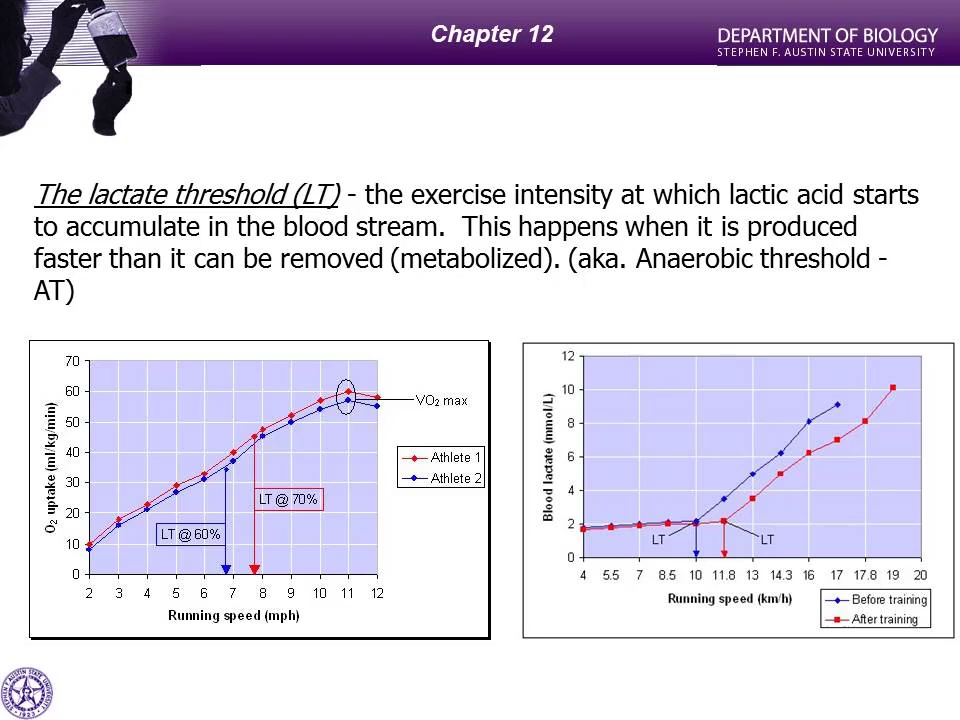 Chapter 12
DEPARTMENT OF BIOLOGY
STEPHEN F. AUSTIN STATE UNIVERSITY
The lactate threshold (LT) - the exercise intensity at which lactic acid starts
to accumulate in the blood stream.  This happens when it is produced
faster than it can be removed (metabolized). (aka. Anaerobic threshold -
AT)
70
60
50
40
30
20
10
0
O₂ uptake (ml/kg/min)
VO₂ max
Athlete 1
Athlete 2
LT @ 70%
LT @ 60%
2 3 4 5 6 7 8 9 10 11 12
Running speed (mph)
12
10
8
6
4
2
0
Blood lactate (mmol/L)
LT
LT
4 5.5 7 8.5 10 11.8 13 14.3 16 17 17.8 19 20
Running speed (km/h)
Before training
After training
STEPHEN F. AUSTIN STATE UNIVERSITY
1923